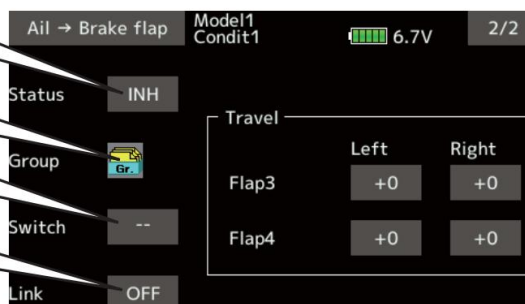 Ail → Brake flap Model1 Condit1 6.7V 2/2
Status INH
Travel
Left Right
Group Gr.
Flap3 +0 +0
Switch --
Flap4 +0 +0
Link OFF